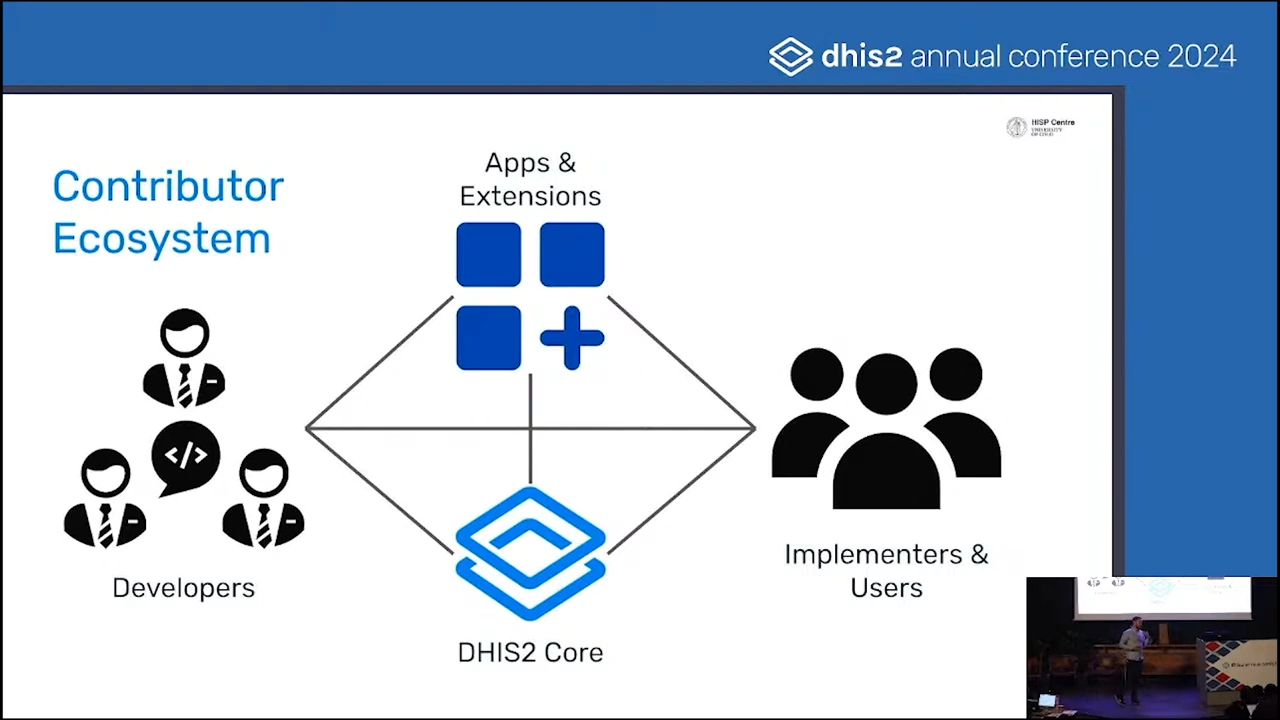 dhis2 annual conference 2024
HISP Centre
UNIVERSITY
OF OSLO
Contributor
Ecosystem
Apps &
Extensions
</>
Developers
Implementers &
Users
DHIS2 Core